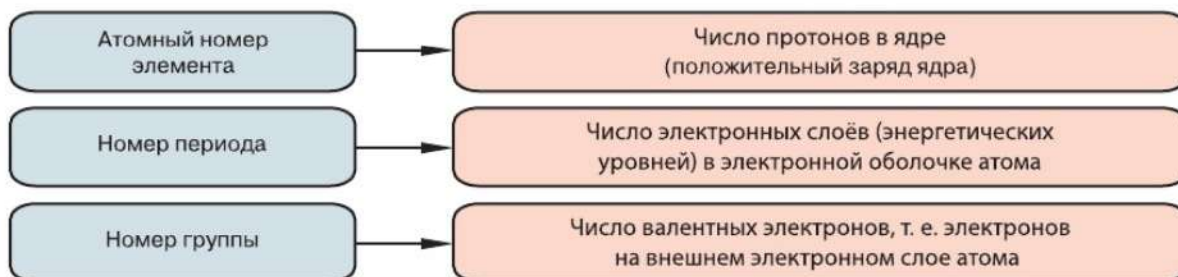 Атомный номер
элемента
Число протонов в ядре
(положительный заряд ядра)
Номер периода
Число электронных слоёв (энергетических
уровней) в электронной оболочке атома
Номер группы
Число валентных электронов, т. е. электронов
на внешнем электронном слое атома